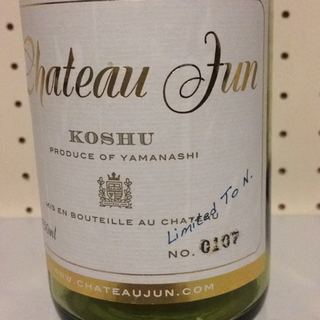 Chateau Jun
KOSHU
PRODUCE OF YAMANASHI
MIS EN BOUTEILLE AU CHATEAU
Limited To N.
NO. 0107
WWW.CHATEAUJUN.COM